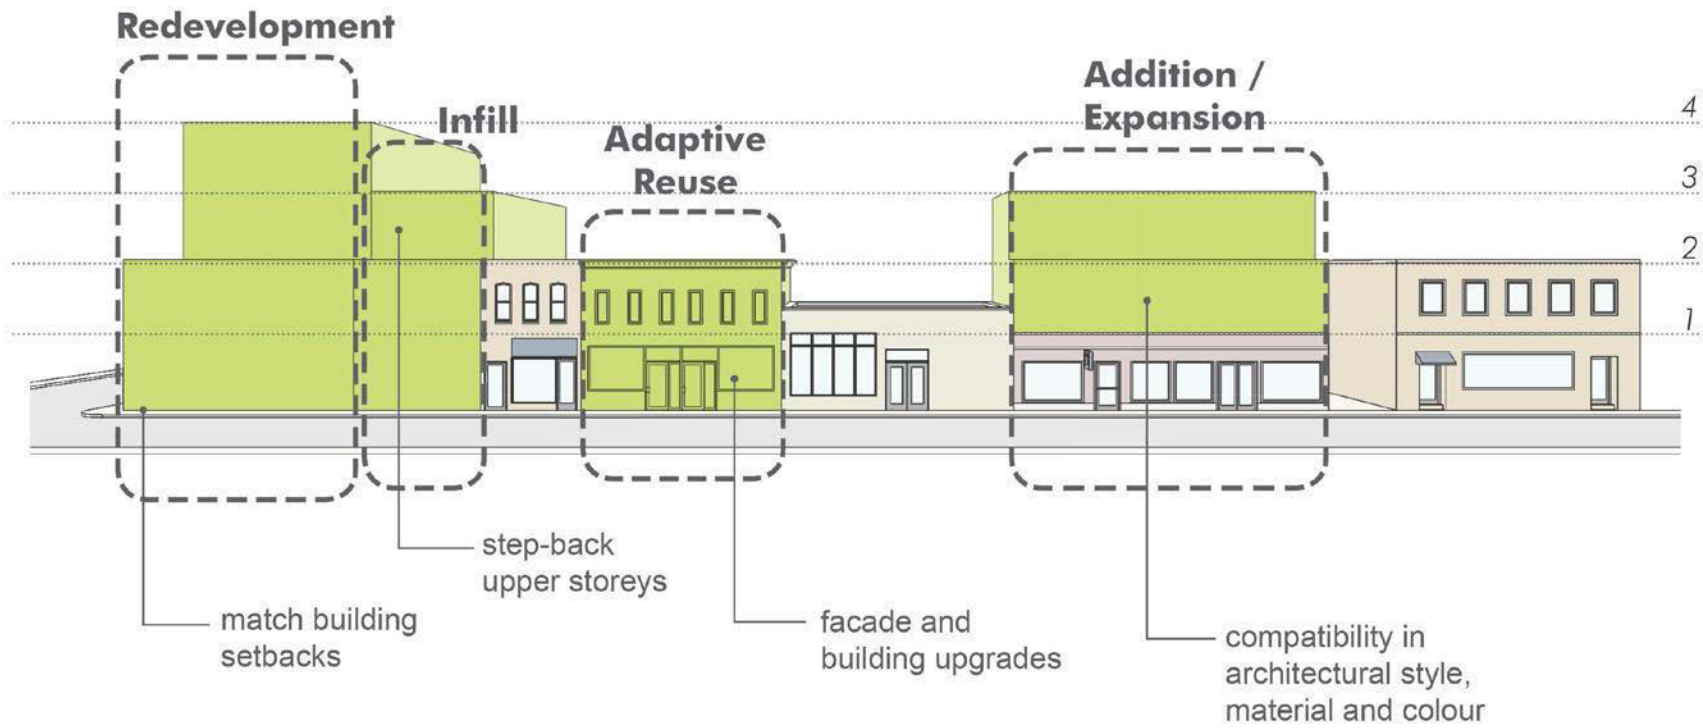 Redevelopment
Infill
Adaptive
Reuse
Addition /
Expansion
4
3
2
1
step-back
upper storeys
match building
setbacks
facade and
building upgrades
compatibility in
architectural style,
material and colour